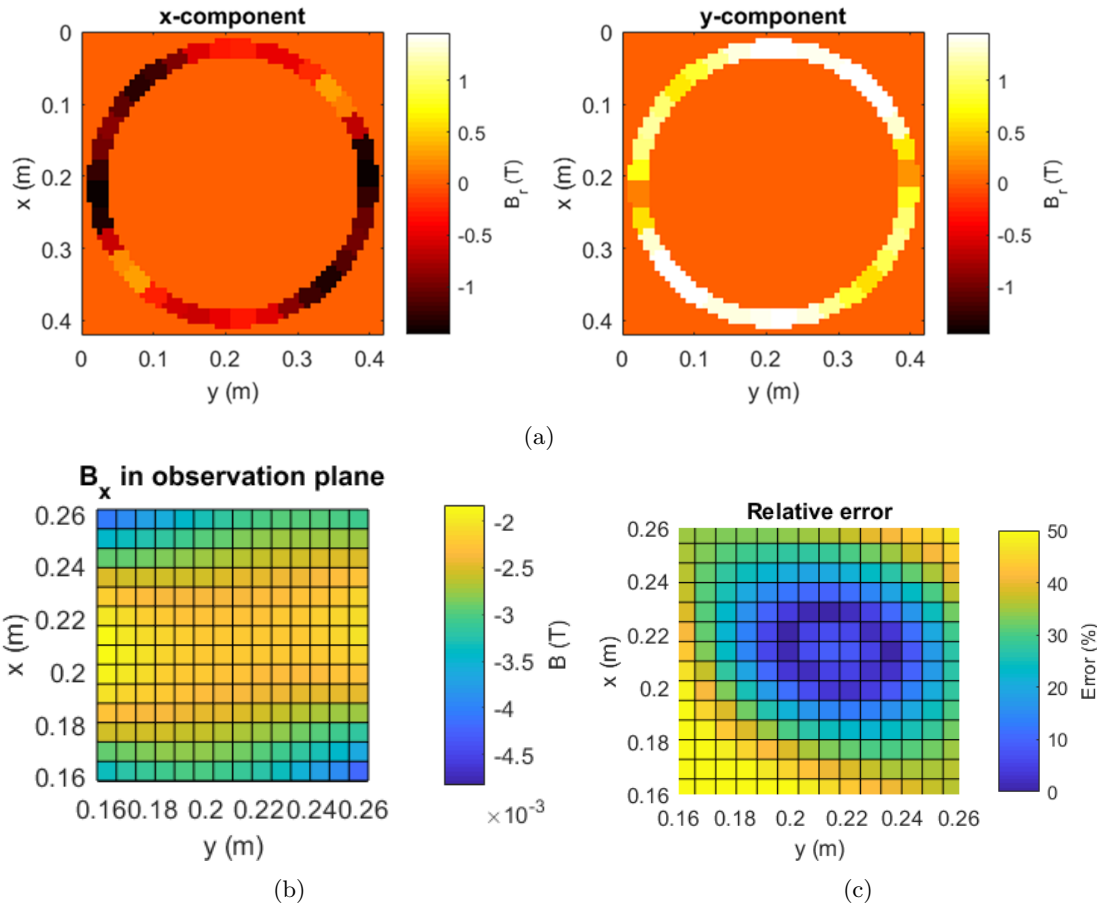 x-component
y-component
0
0.1
0.2
0.3
0.4
x (m)
0
0.1
0.2
0.3
0.4
y (m)
1
0.5
0
-0.5
-1
B_r (T)
0
0.1
0.2
0.3
0.4
x (m)
0
0.1
0.2
0.3
0.4
y (m)
1
0.5
0
-0.5
-1
B_r (T)
(a)
B_x in observation plane
0.26
0.24
0.22
0.2
0.18
0.16
x (m)
0.16 0.18 0.2 0.22 0.24 0.26
y (m)
-2
-2.5
-3
-3.5
-4
-4.5
B (T)
×10^-3
(b)
Relative error
0.26
0.24
0.22
0.2
0.18
0.16
x (m)
0.16 0.18 0.2 0.22 0.24 0.26
y (m)
50
40
30
20
10
0
Error (%)
(c)